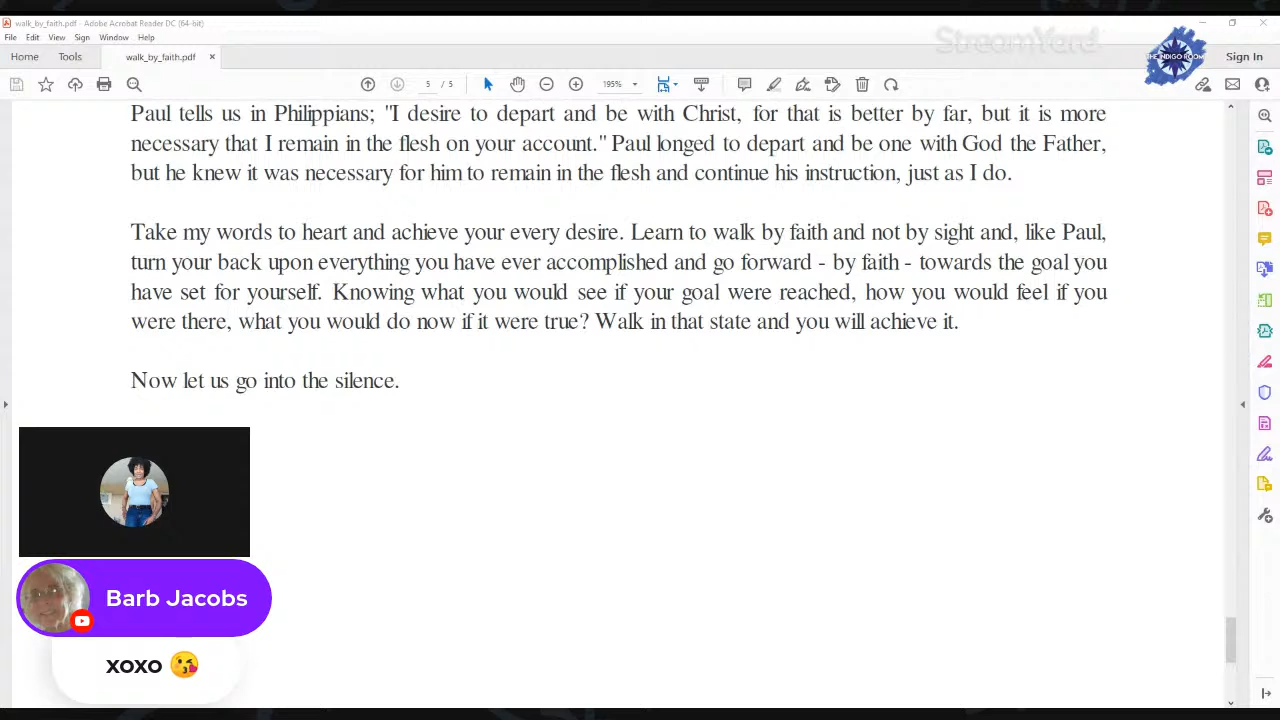 walk_by_faith.pdf - Adobe Acrobat Reader DC (64-bit)
File Edit View Sign Window Help
StreamYard
Home Tools walk_by_faith.pdf × Sign In
THE INDIGO ROOM
5 / 5 195%
Paul tells us in Philippians; "I desire to depart and be with Christ, for that is better by far, but it is more
necessary that I remain in the flesh on your account." Paul longed to depart and be one with God the Father,
but he knew it was necessary for him to remain in the flesh and continue his instruction, just as I do.
Take my words to heart and achieve your every desire. Learn to walk by faith and not by sight and, like Paul,
turn your back upon everything you have ever accomplished and go forward - by faith - towards the goal you
have set for yourself. Knowing what you would see if your goal were reached, how you would feel if you
were there, what you would do now if it were true? Walk in that state and you will achieve it.
Now let us go into the silence.
Barb Jacobs
xoxo 😘